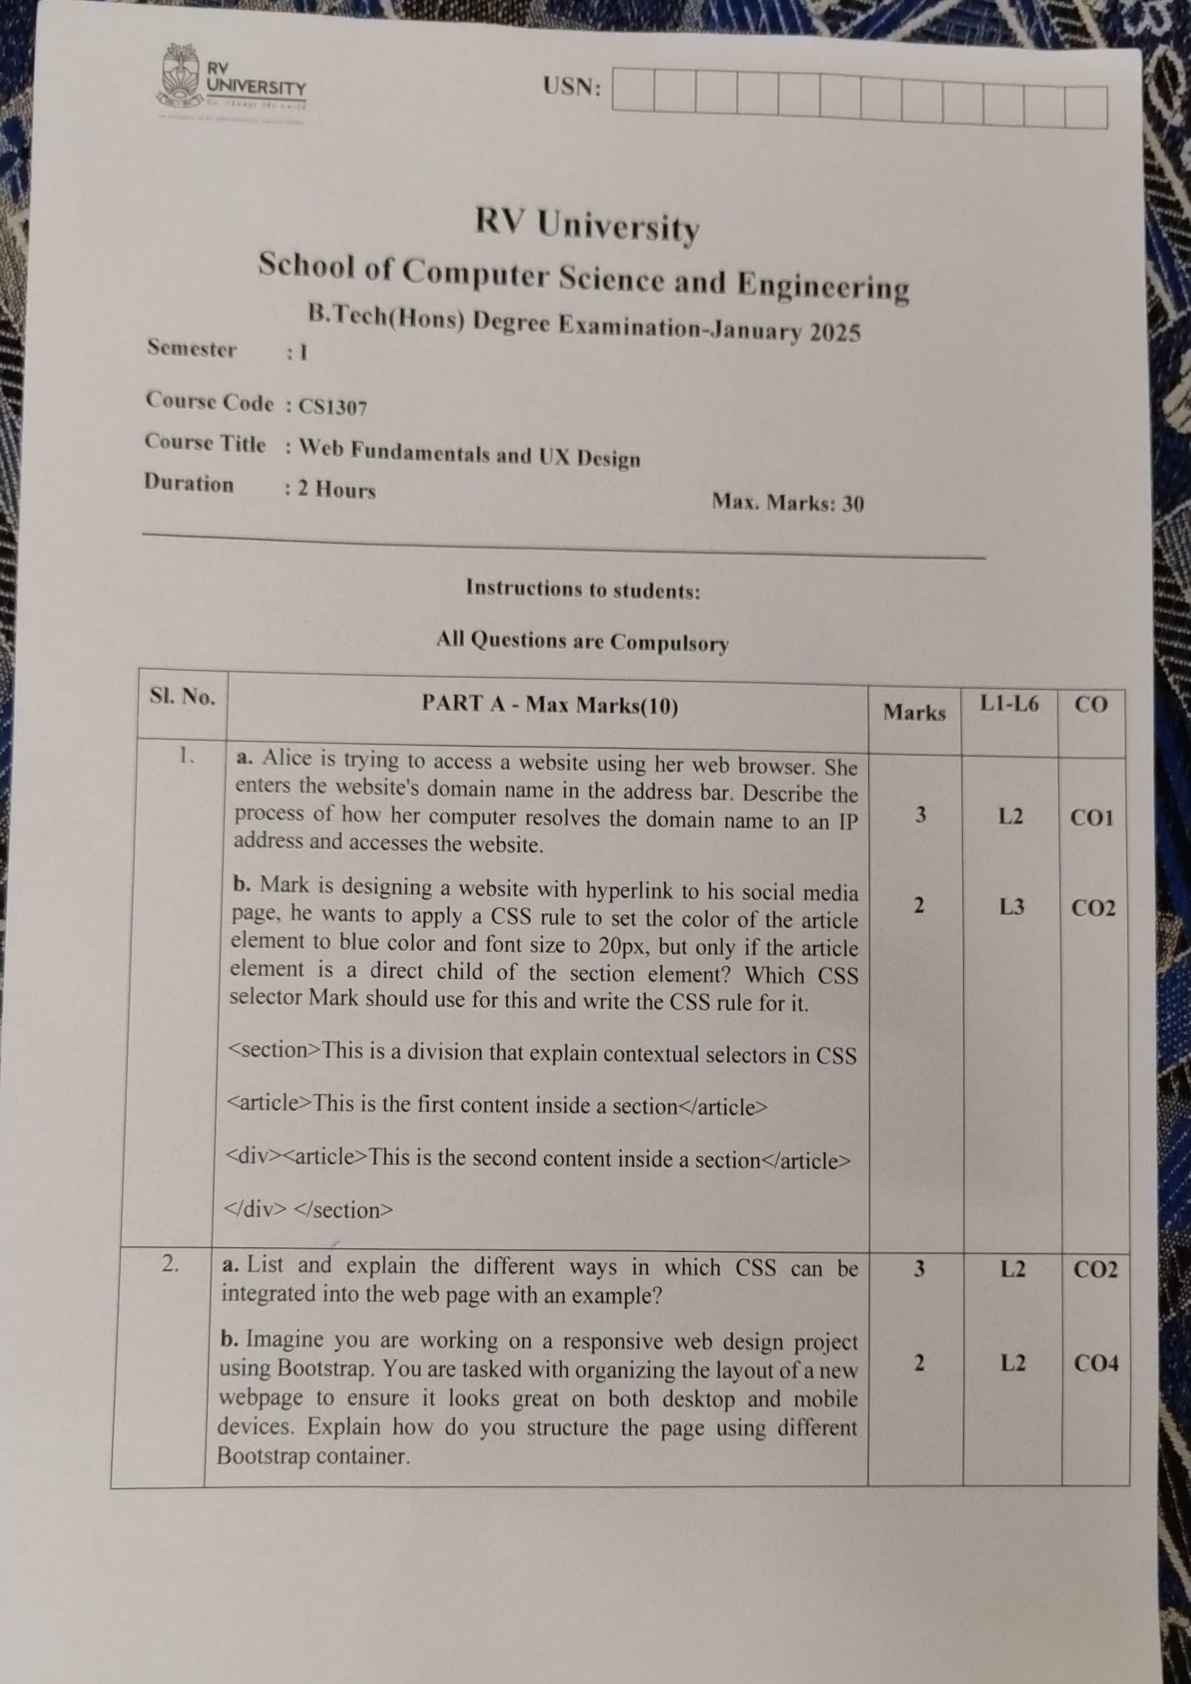 RV
UNIVERSITY
USN:
RV University
School of Computer Science and Engineering
B.Tech(Hons) Degree Examination-January 2025
Semester : I
Course Code : CS1307
Course Title : Web Fundamentals and UX Design
Duration : 2 Hours Max. Marks: 30
Instructions to students:
All Questions are Compulsory
Sl. No. PART A - Max Marks(10) Marks L1-L6 CO
1. a. Alice is trying to access a website using her web browser. She
enters the website's domain name in the address bar. Describe the
process of how her computer resolves the domain name to an IP 3 L2 CO1
address and accesses the website.
b. Mark is designing a website with hyperlink to his social media
page, he wants to apply a CSS rule to set the color of the article 2 L3 CO2
element to blue color and font size to 20px, but only if the article
element is a direct child of the section element? Which CSS
selector Mark should use for this and write the CSS rule for it.
<section>This is a division that explain contextual selectors in CSS
<article>This is the first content inside a section</article>
<div><article>This is the second content inside a section</article>
</div> </section>
2. a. List and explain the different ways in which CSS can be 3 L2 CO2
integrated into the web page with an example?
b. Imagine you are working on a responsive web design project
using Bootstrap. You are tasked with organizing the layout of a new 2 L2 CO4
webpage to ensure it looks great on both desktop and mobile
devices. Explain how do you structure the page using different
Bootstrap container.